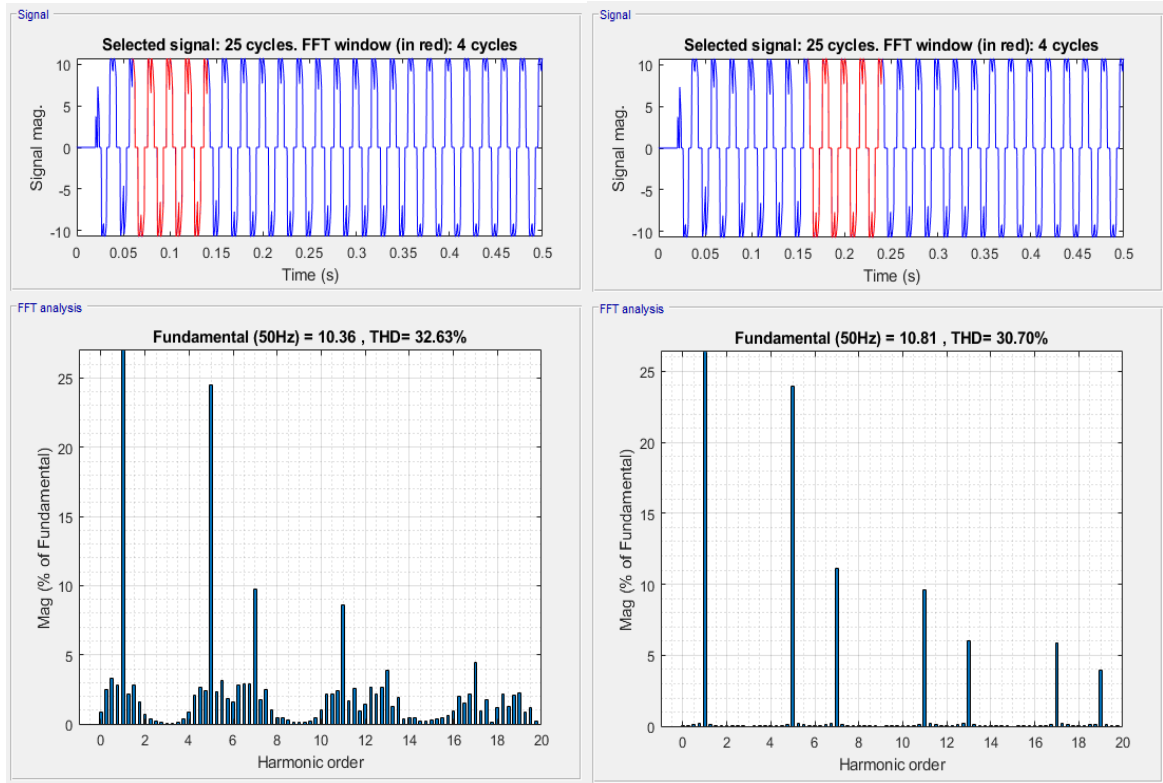 Signal
Selected signal: 25 cycles. FFT window (in red): 4 cycles
10
5
0
-5
-10
Signal mag.
0 0.05 0.1 0.15 0.2 0.25 0.3 0.35 0.4 0.45 0.5
Time (s)
FFT analysis
Fundamental (50Hz) = 10.36 , THD= 32.63%
25
20
15
10
5
0
Mag (% of Fundamental)
0 2 4 6 8 10 12 14 16 18 20
Harmonic order
Signal
Selected signal: 25 cycles. FFT window (in red): 4 cycles
10
5
0
-5
-10
Signal mag.
0 0.05 0.1 0.15 0.2 0.25 0.3 0.35 0.4 0.45 0.5
Time (s)
FFT analysis
Fundamental (50Hz) = 10.81 , THD= 30.70%
25
20
15
10
5
0
Mag (% of Fundamental)
0 2 4 6 8 10 12 14 16 18 20
Harmonic order